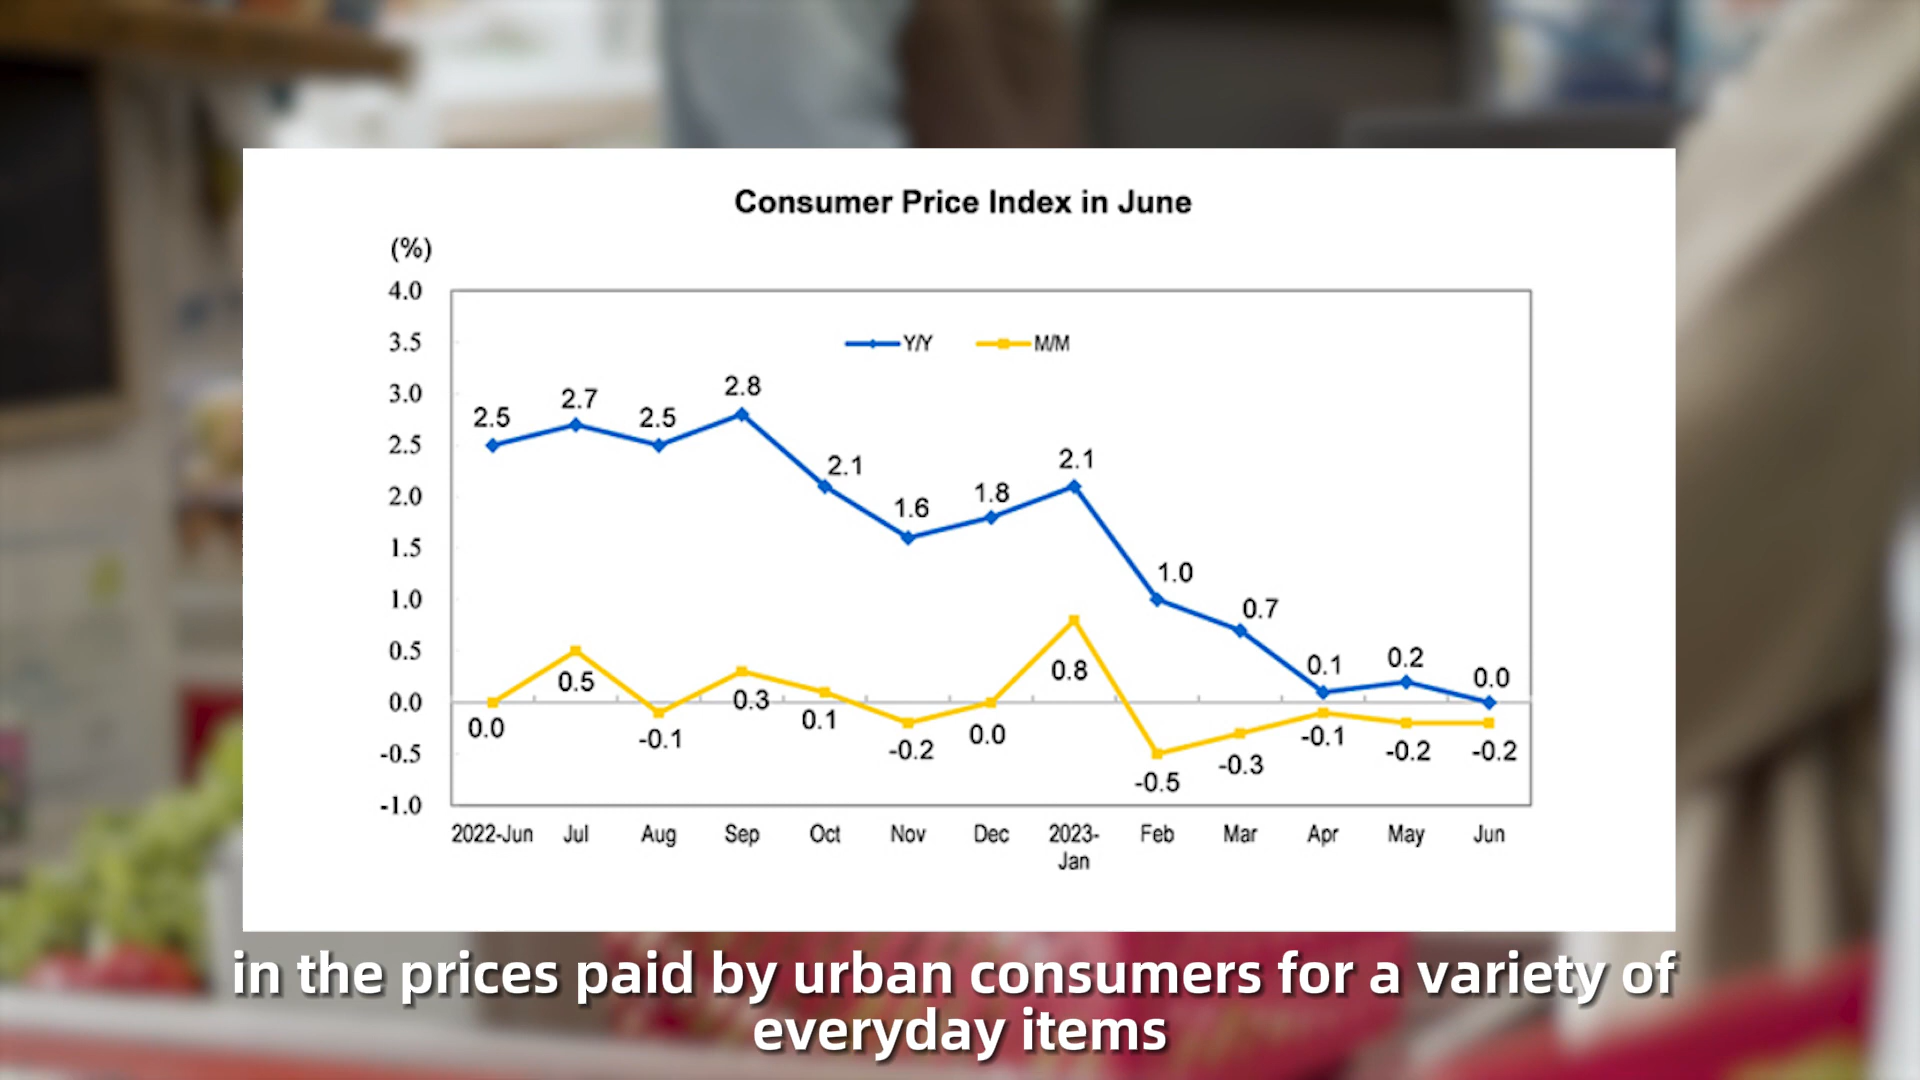 Consumer Price Index in June
(%)
4.0
3.5
3.0
2.5
2.0
1.5
1.0
0.5
0.0
-0.5
-1.0
Y/Y M/M
2.5 2.7 2.5 2.8 2.1 1.6 1.8 2.1 1.0 0.7 0.1 0.2 0.0
0.0 0.5 -0.1 0.3 0.1 -0.2 0.0 0.8 -0.5 -0.3 -0.1 -0.2 -0.2
2022-Jun Jul Aug Sep Oct Nov Dec 2023- Feb Mar Apr May Jun
Jan
in the prices paid by urban consumers for a variety of
everyday items